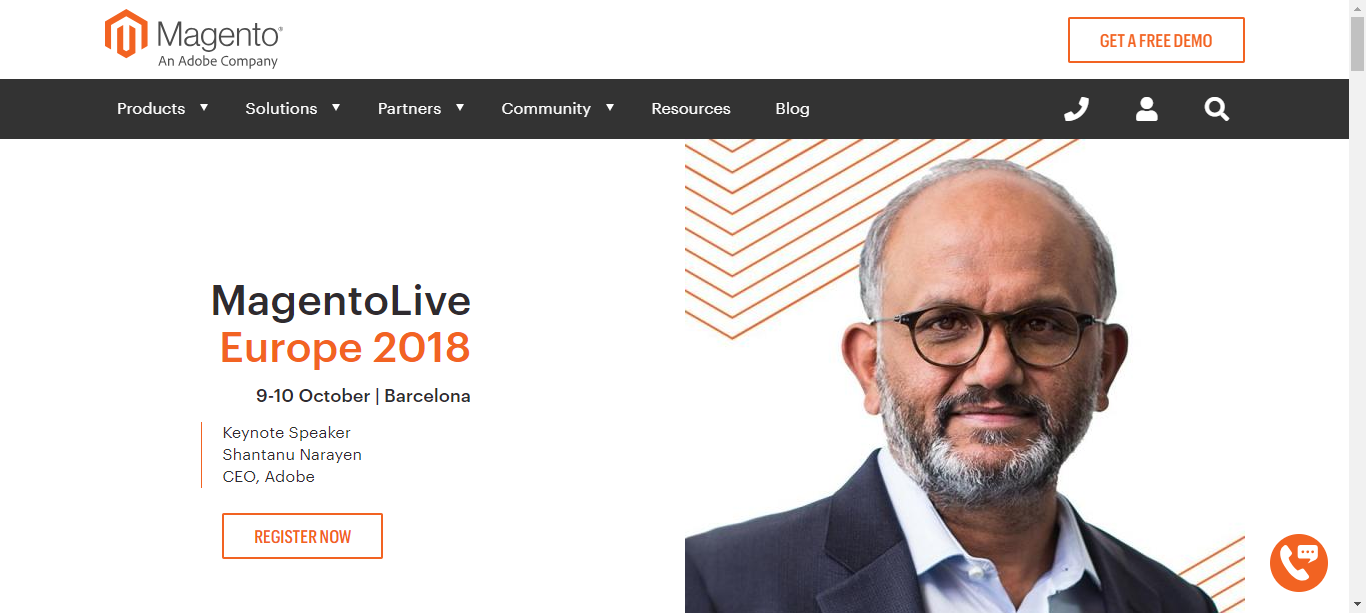 Magento®
An Adobe Company
GET A FREE DEMO
Products
Solutions
Partners
Community
Resources
Blog
MagentoLive
Europe 2018
9-10 October | Barcelona
Keynote Speaker
Shantanu Narayen
CEO, Adobe
REGISTER NOW